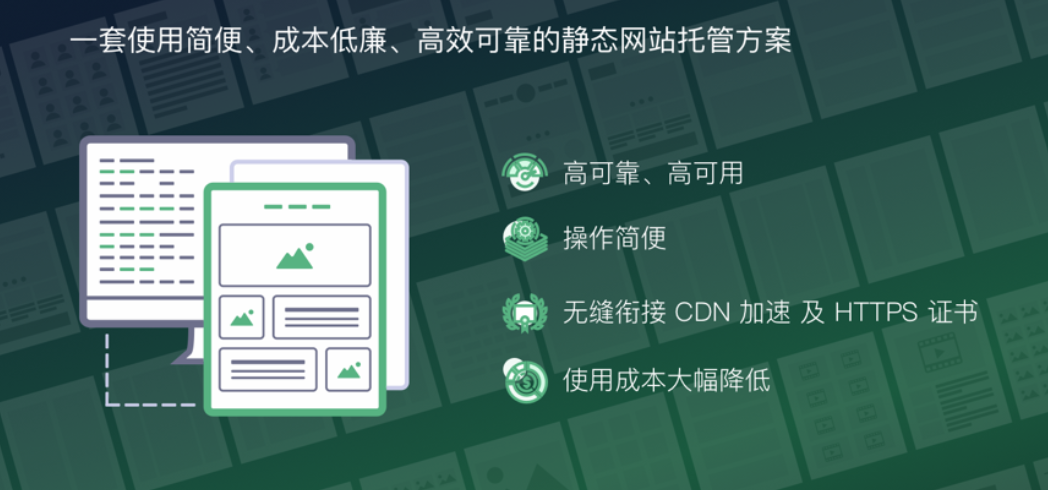 一套使用简便、成本低廉、高效可靠的静态网站托管方案
高可靠、高可用
操作简便
无缝衔接 CDN 加速 及 HTTPS 证书
使用成本大幅降低